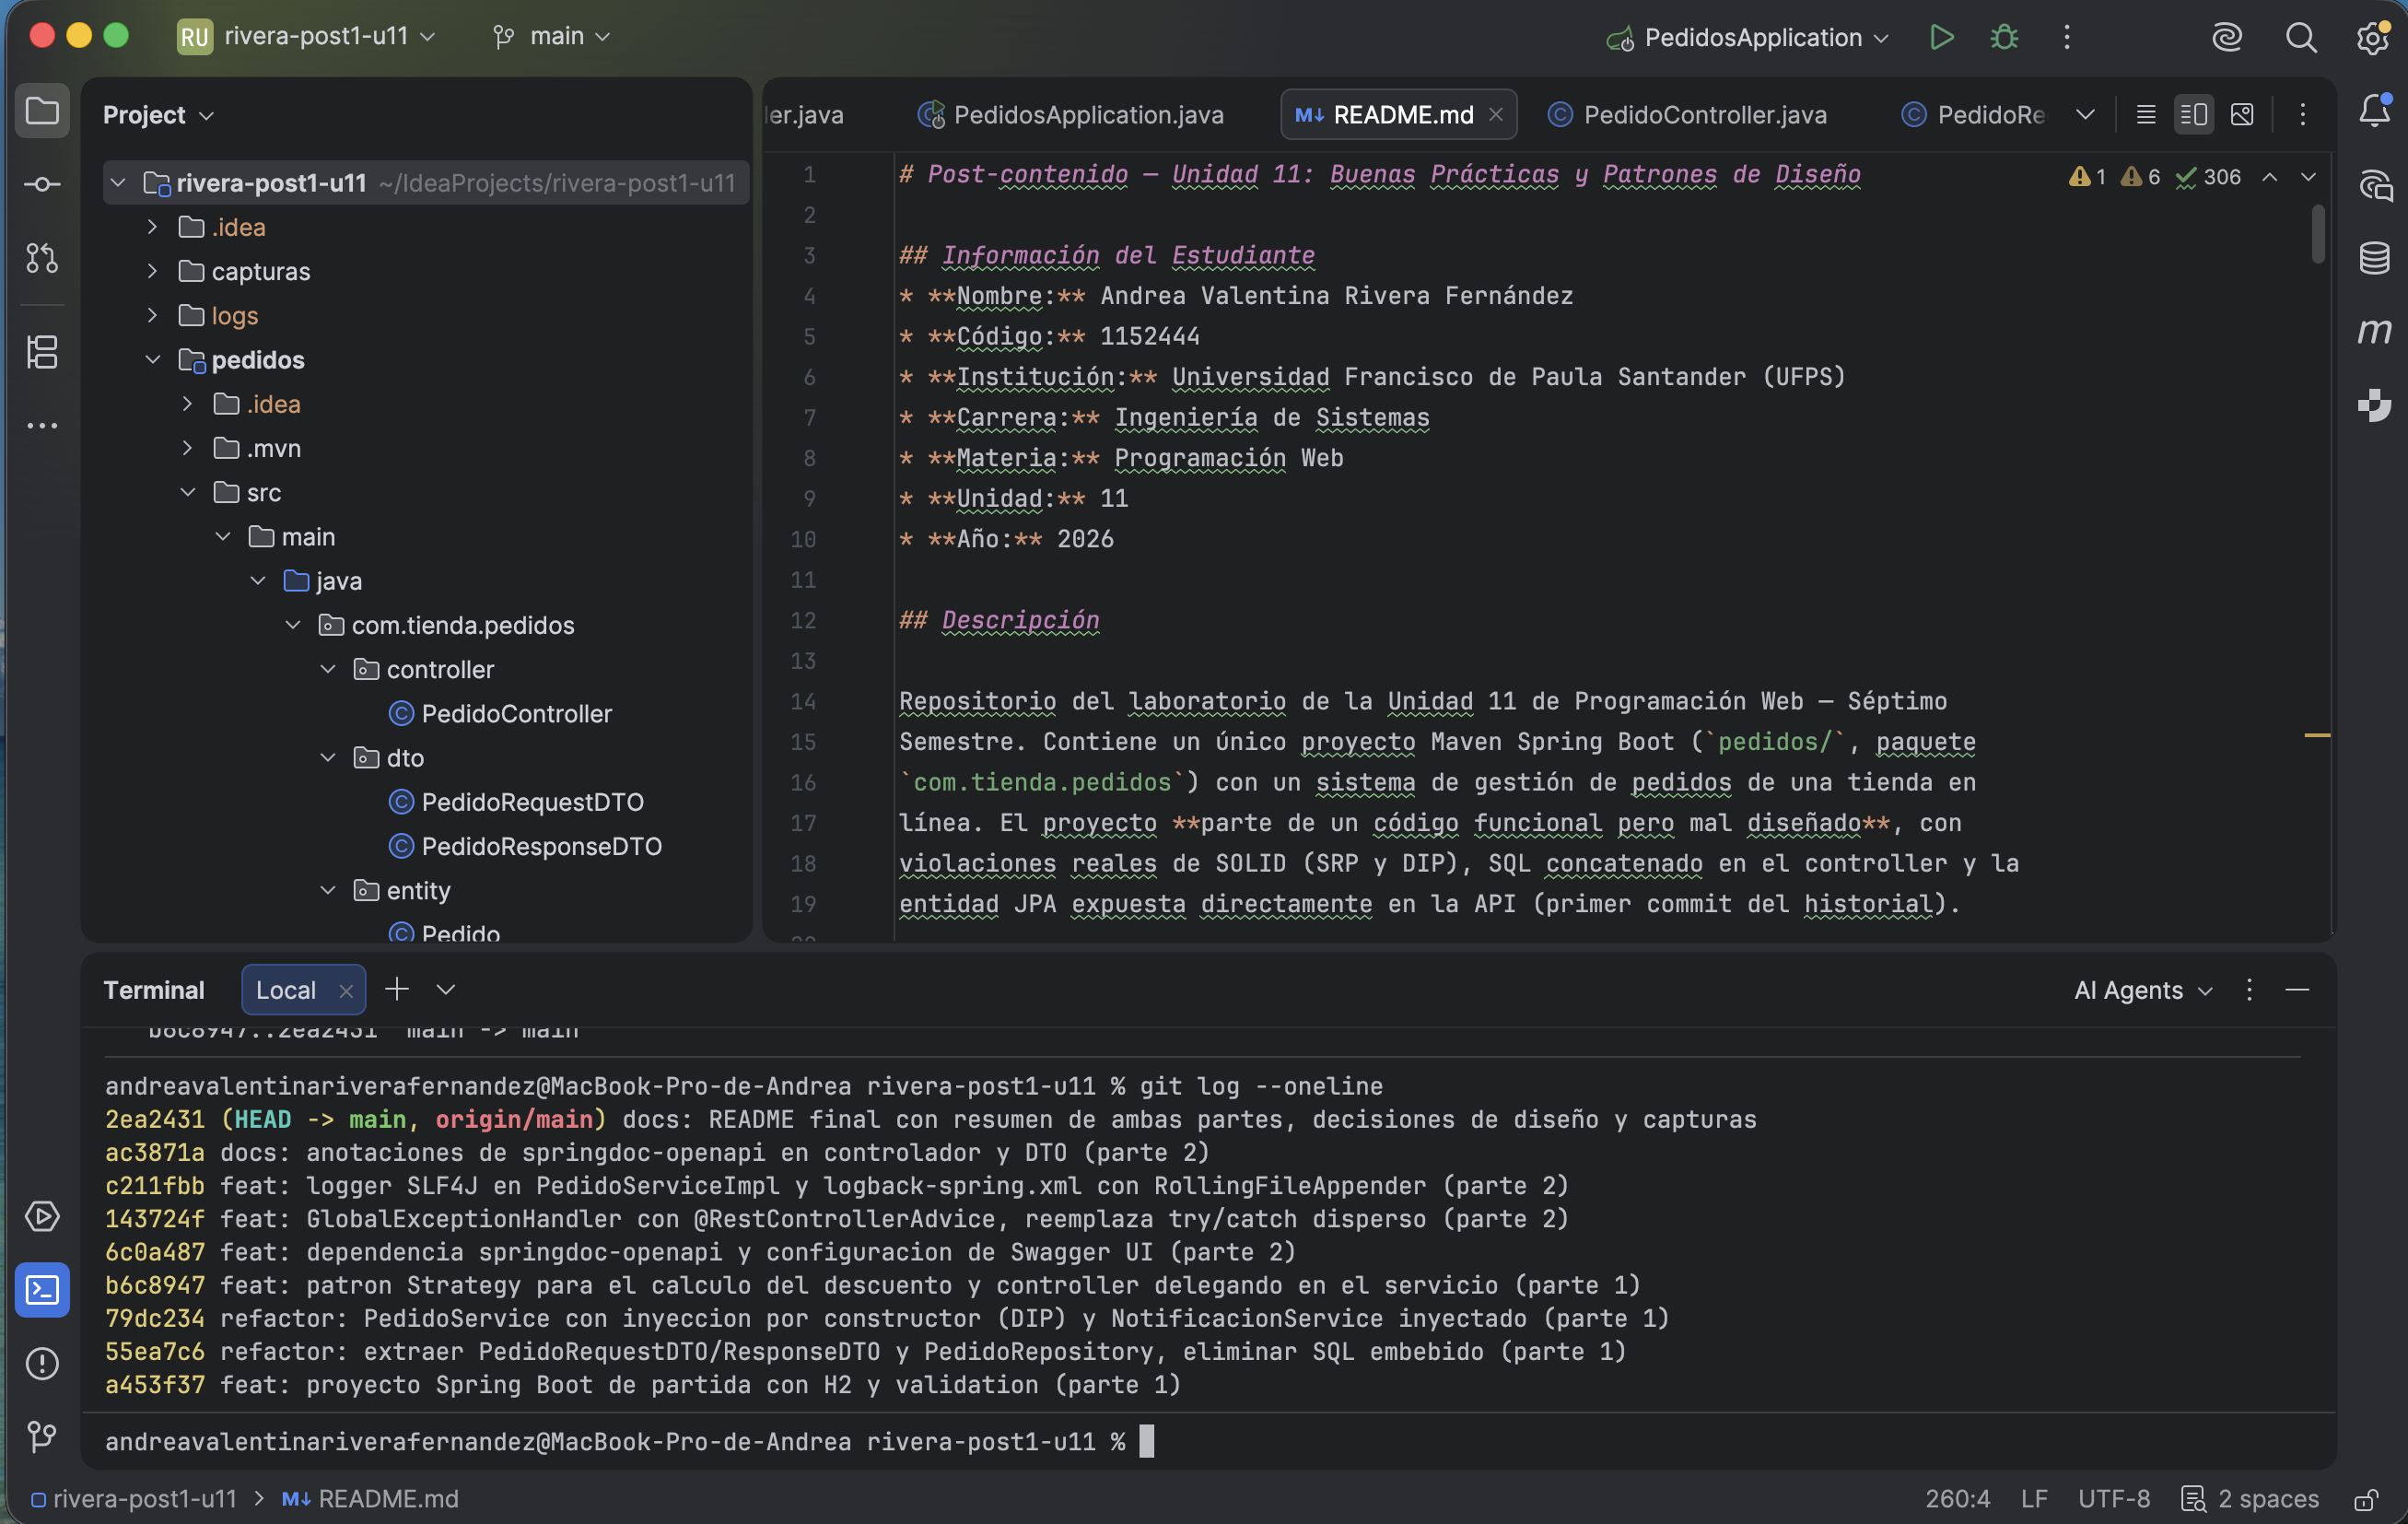 RU rivera-post1-u11 main PedidosApplication
Project
ler.java PedidosApplication.java M↓ README.md PedidoController.java PedidoRe
rivera-post1-u11 ~/IdeaProjects/rivera-post1-u11
.idea
capturas
logs
pedidos
.idea
.mvn
src
main
java
com.tienda.pedidos
controller
PedidoController
dto
PedidoRequestDTO
PedidoResponseDTO
entity
Pedido
1 6 306
1 # Post-contenido – Unidad 11: Buenas Prácticas y Patrones de Diseño
2
3 ## Información del Estudiante
4 * **Nombre:** Andrea Valentina Rivera Fernández
5 * **Código:** 1152444
6 * **Institución:** Universidad Francisco de Paula Santander (UFPS)
7 * **Carrera:** Ingeniería de Sistemas
8 * **Materia:** Programación Web
9 * **Unidad:** 11
10 * **Año:** 2026
11
12 ## Descripción
13
14 Repositorio del laboratorio de la Unidad 11 de Programación Web – Séptimo
15 Semestre. Contiene un único proyecto Maven Spring Boot (`pedidos/`, paquete
16 `com.tienda.pedidos`) con un sistema de gestión de pedidos de una tienda en
17 línea. El proyecto **parte de un código funcional pero mal diseñado**, con
18 violaciones reales de SOLID (SRP y DIP), SQL concatenado en el controller y la
19 entidad JPA expuesta directamente en la API (primer commit del historial).
Terminal Local AI Agents
b6c8947..2ea2431 main -> main
andreavalentinariverafernandez@MacBook-Pro-de-Andrea rivera-post1-u11 % git log --oneline
2ea2431 (HEAD -> main, origin/main) docs: README final con resumen de ambas partes, decisiones de diseño y capturas
ac3871a docs: anotaciones de springdoc-openapi en controlador y DTO (parte 2)
c211fbb feat: logger SLF4J en PedidoServiceImpl y logback-spring.xml con RollingFileAppender (parte 2)
143724f feat: GlobalExceptionHandler con @RestControllerAdvice, reemplaza try/catch disperso (parte 2)
6c0a487 feat: dependencia springdoc-openapi y configuracion de Swagger UI (parte 2)
b6c8947 feat: patron Strategy para el calculo del descuento y controller delegando en el servicio (parte 1)
79dc234 refactor: PedidoService con inyeccion por constructor (DIP) y NotificacionService inyectado (parte 1)
55ea7c6 refactor: extraer PedidoRequestDTO/ResponseDTO y PedidoRepository, eliminar SQL embebido (parte 1)
a453f37 feat: proyecto Spring Boot de partida con H2 y validation (parte 1)
andreavalentinariverafernandez@MacBook-Pro-de-Andrea rivera-post1-u11 %
rivera-post1-u11 > M↓ README.md 260:4 LF UTF-8 2 spaces